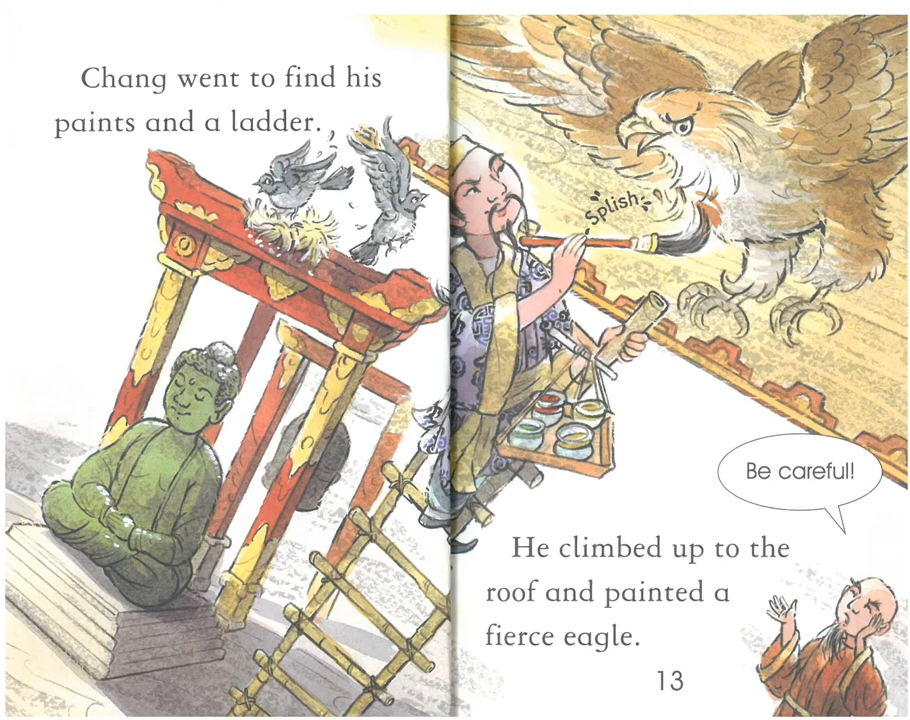 Chang went to find his
paints and a ladder.
Splish
Be careful!
He climbed up to the
roof and painted a
fierce eagle.
13